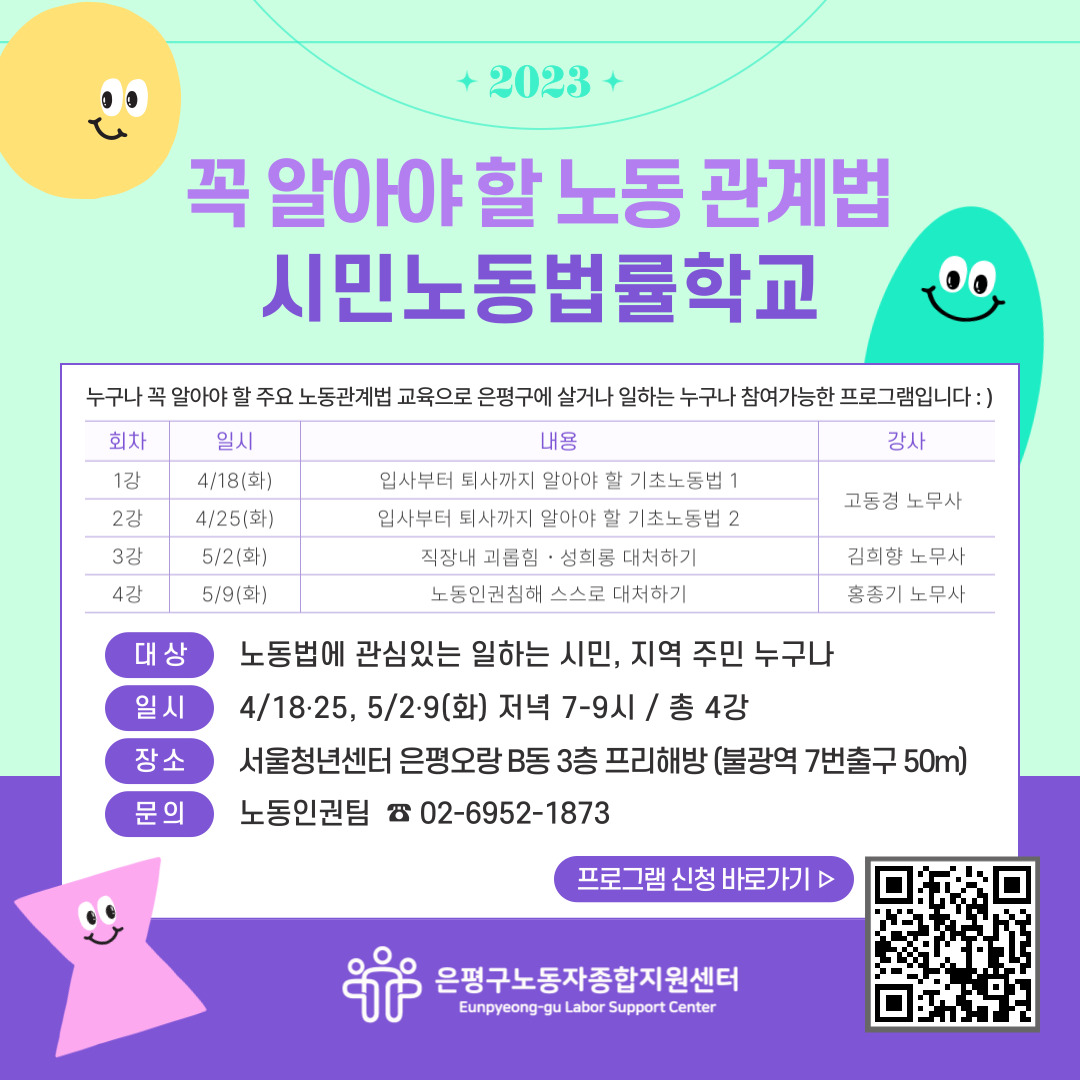 2023
꼭 알아야 할 노동 관계법
시민노동법률학교
누구나 꼭 알아야 할 주요 노동관계법 교육으로 은평구에 살거나 일하는 누구나 참여가능한 프로그램입니다 : )
회차 일시 내용 강사
1강 4/18(화) 입사부터 퇴사까지 알아야 할 기초노동법 1 고동경 노무사
2강 4/25(화) 입사부터 퇴사까지 알아야 할 기초노동법 2
3강 5/2(화) 직장내 괴롭힘 · 성희롱 대처하기 김희향 노무사
4강 5/9(화) 노동인권침해 스스로 대처하기 홍종기 노무사
대상 노동법에 관심있는 일하는 시민, 지역 주민 누구나
일시 4/18·25, 5/2·9(화) 저녁 7-9시 / 총 4강
장소 서울청년센터 은평오랑 B동 3층 프리해방 (불광역 7번출구 50m)
문의 노동인권팀 ☎ 02-6952-1873
프로그램 신청 바로가기 ▷
은평구노동자종합지원센터
Eunpyeong-gu Labor Support Center